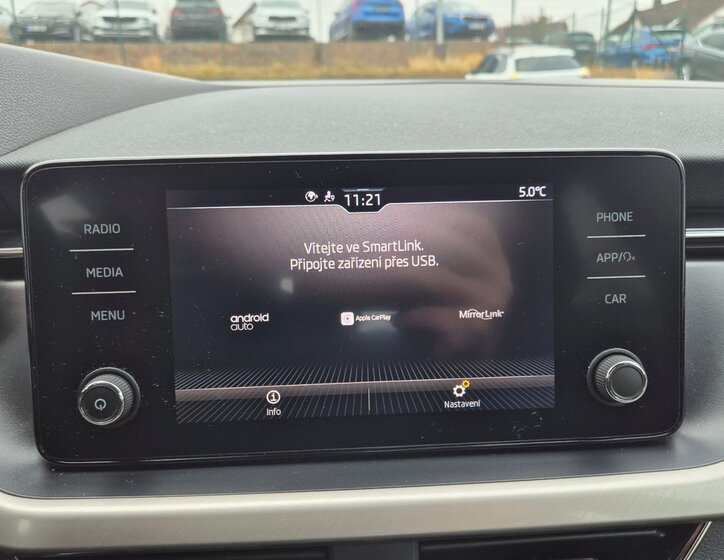 11:21
5.0°C
RADIO
MEDIA
MENU
Vítejte ve SmartLink.
Připojte zařízení přes USB.
android
auto
Apple CarPlay
MirrorLink
Info
Nastavení
PHONE
APP/
CAR